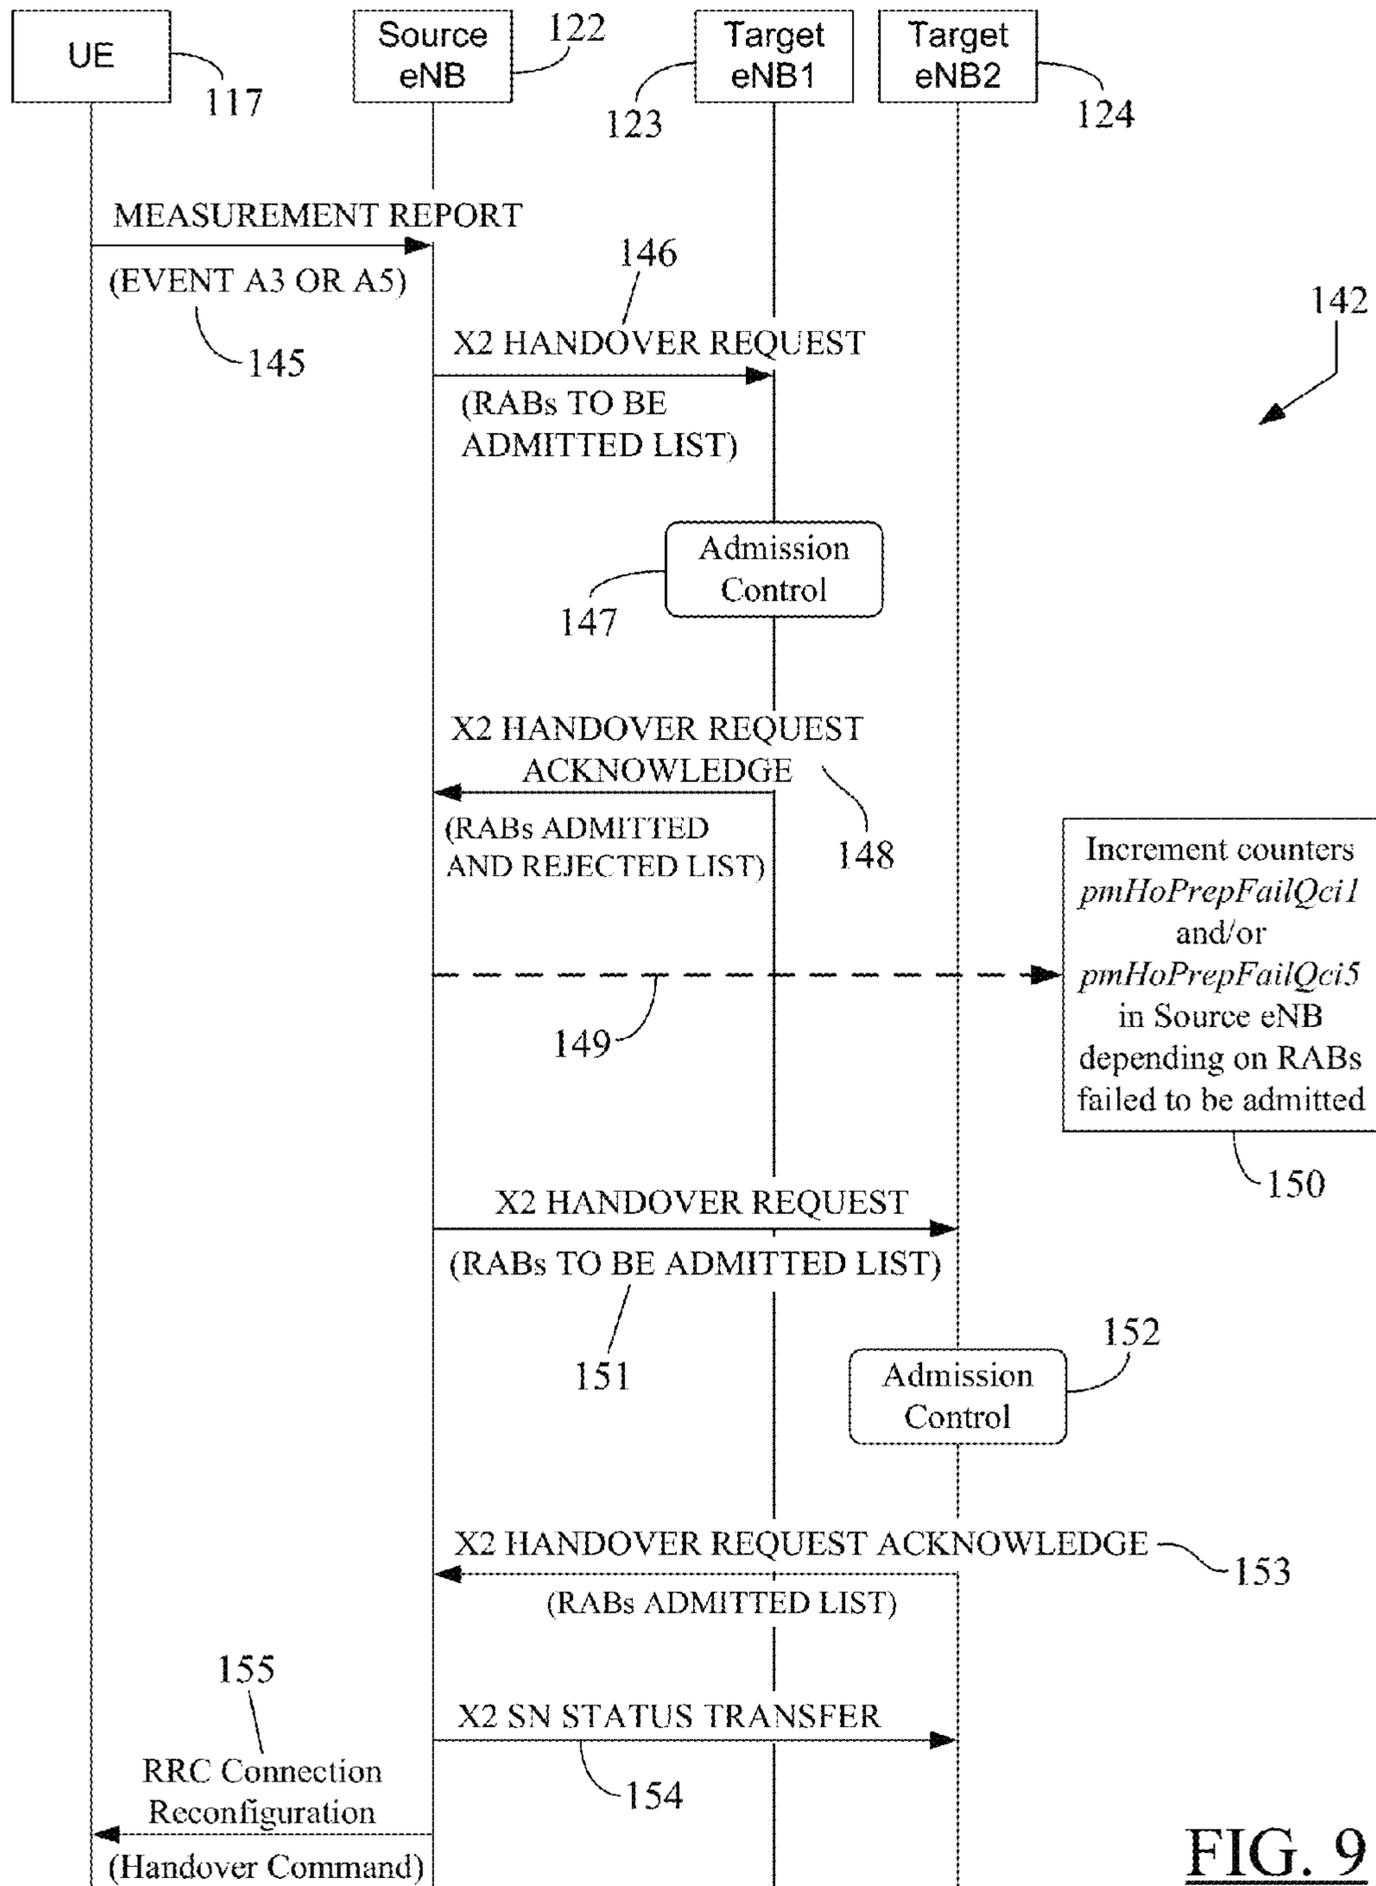 UE
Source
eNB
Target
eNB1
Target
eNB2
117
122
123
124
MEASUREMENT REPORT
(EVENT A3 OR A5)
145
146
142
X2 HANDOVER REQUEST
(RABs TO BE
ADMITTED LIST)
Admission
Control
147
X2 HANDOVER REQUEST
ACKNOWLEDGE
(RABs ADMITTED
AND REJECTED LIST)
148
Increment counters
pmHoPrepFailQci1
and/or
pmHoPrepFailQci5
in Source eNB
depending on RABs
failed to be admitted
149
150
X2 HANDOVER REQUEST
(RABs TO BE ADMITTED LIST)
151
152
Admission
Control
X2 HANDOVER REQUEST ACKNOWLEDGE
153
(RABs ADMITTED LIST)
155
X2 SN STATUS TRANSFER
154
RRC Connection
Reconfiguration
(Handover Command)
FIG. 9